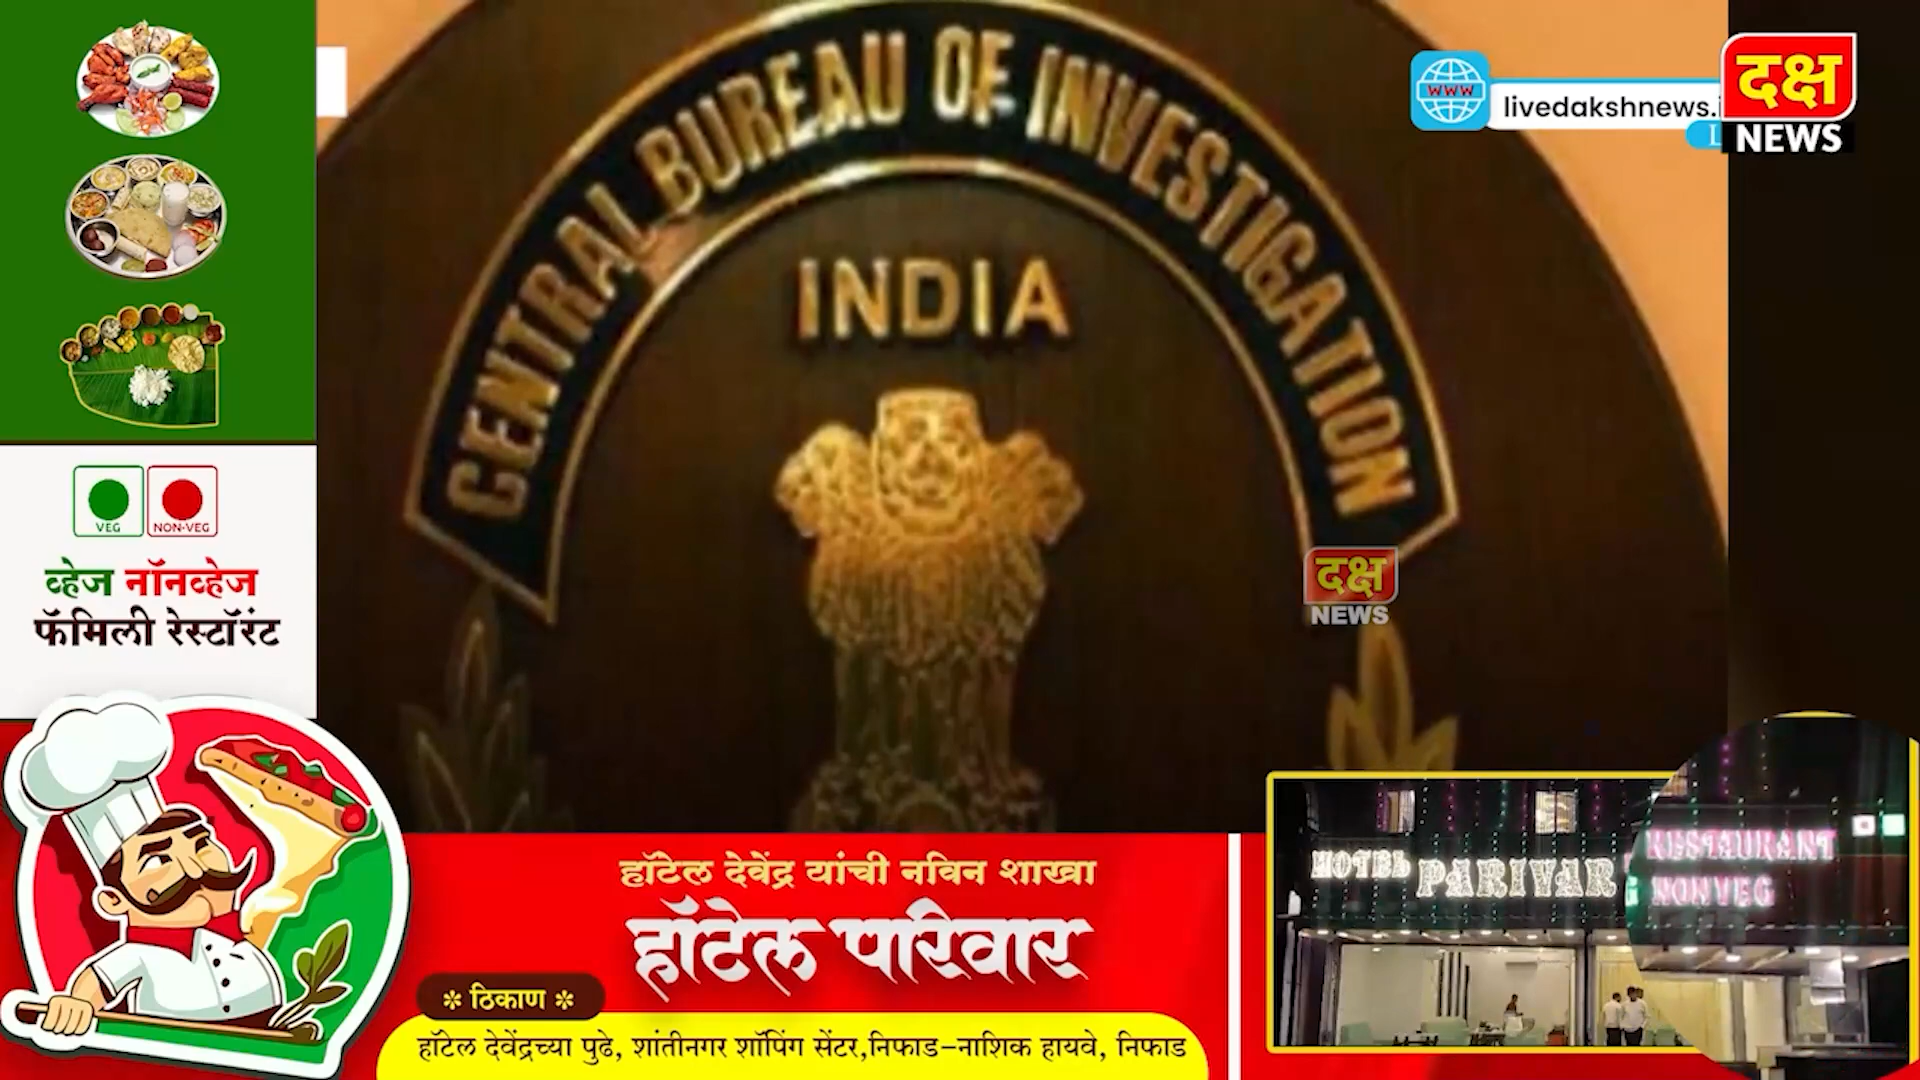 CENTRAL BUREAU OF INVESTIGATION
INDIA
WWW
livedakshnews.i
दक्ष
NEWS
दक्ष
NEWS
VEG
NON-VEG
व्हेज नॉनव्हेज
फॅमिली रेस्टॉरंट
हॉटेल देवेंद्र यांची नविन शाखा
हॉटेल परिवार
ठिकाण
हॉटेल देवेंद्रच्या पुढे, शांतीनगर शॉपिंग सेंटर,निफाड-नाशिक हायवे, निफाड
HOTEL PARIVAR RESTAURANT
NONVEG